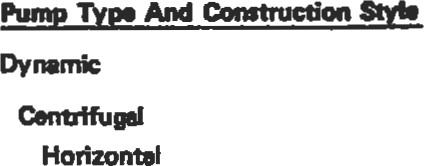 Pump Type And Construction Style
Dynamic
Centrifugal
Horizontal